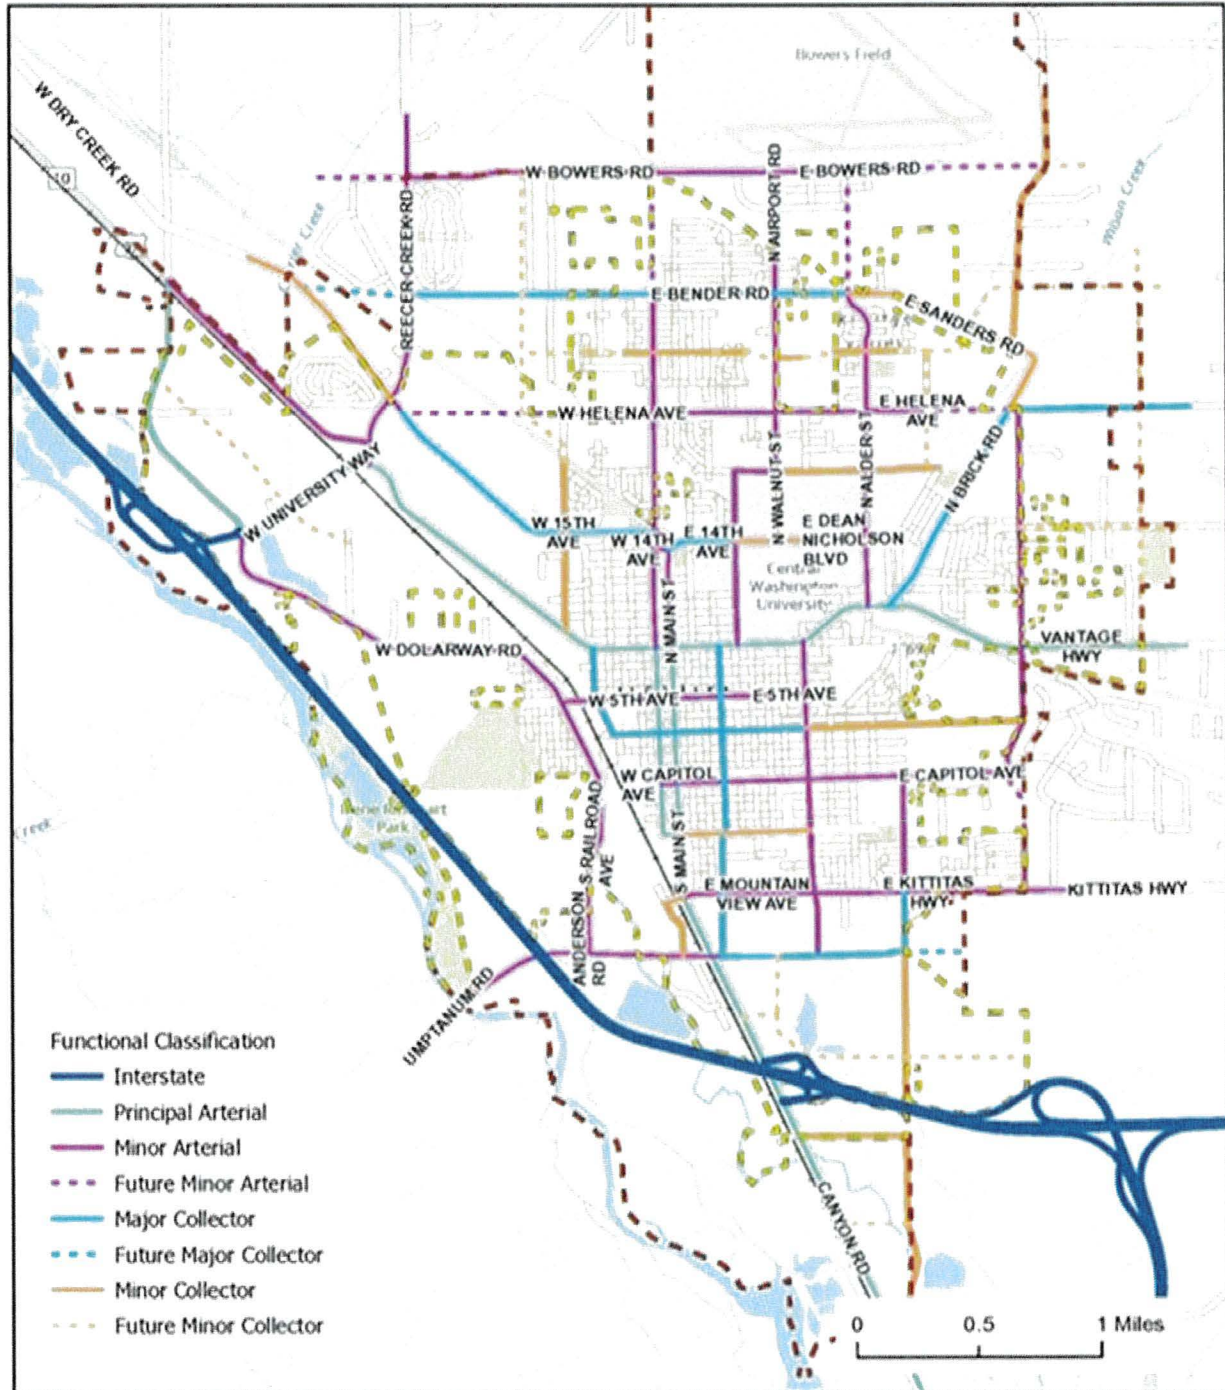 Bowers Field
W DRY CREEK RD
10
W BOWERS RD
E BOWERS RD
N AIRPORT RD
REECER CREEK RD
E BENDER RD
E SANDERS RD
W HELENA AVE
E HELENA
AVE
W UNIVERSITY WAY
N WALNUT ST
N ALDER ST
N BRICK RD
W 15TH
AVE
W 14TH
AVE
E 14TH
AVE
E DEAN
NICHOLSON
BLVD
Central
Washington
University
N MAIN ST
VANTAGE
HWY
W DOLARWAY RD
W 5TH AVE
E 5TH AVE
W CAPITOL
AVE
E CAPITOL AVE
Park
Creek
S RAILROAD
AVE
S MAIN ST
E MOUNTAIN
VIEW AVE
E KITTITAS
HWY
KITTITAS HWY
ANDERSON
RD
UMPTANUM RD
CANYON RD
Functional Classification
Interstate
Principal Arterial
Minor Arterial
Future Minor Arterial
Major Collector
Future Major Collector
Minor Collector
Future Minor Collector
0 0.5 1 Miles